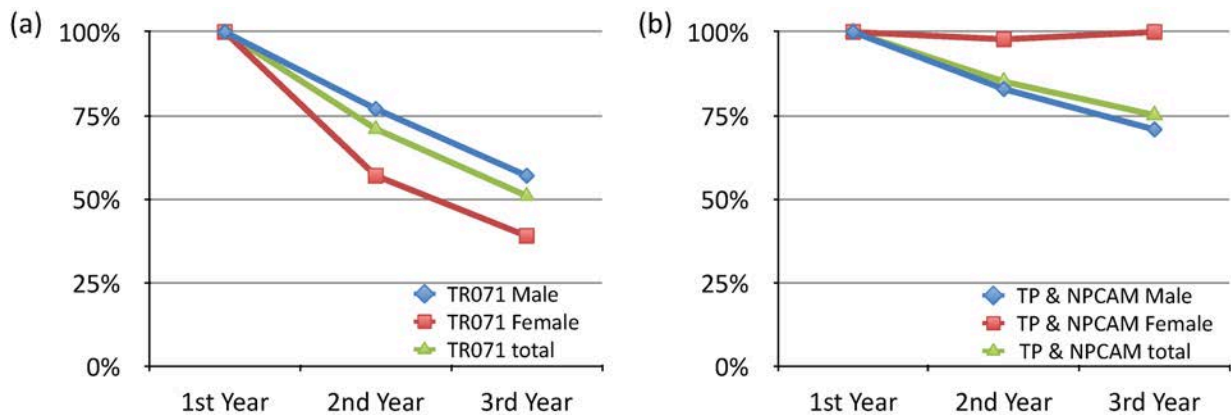 (a)
100%
75%
50%
25%
0%
TR071 Male
TR071 Female
TR071 total
1st Year 2nd Year 3rd Year
(b)
100%
75%
50%
25%
0%
TP & NPCAM Male
TP & NPCAM Female
TP & NPCAM total
1st Year 2nd Year 3rd Year